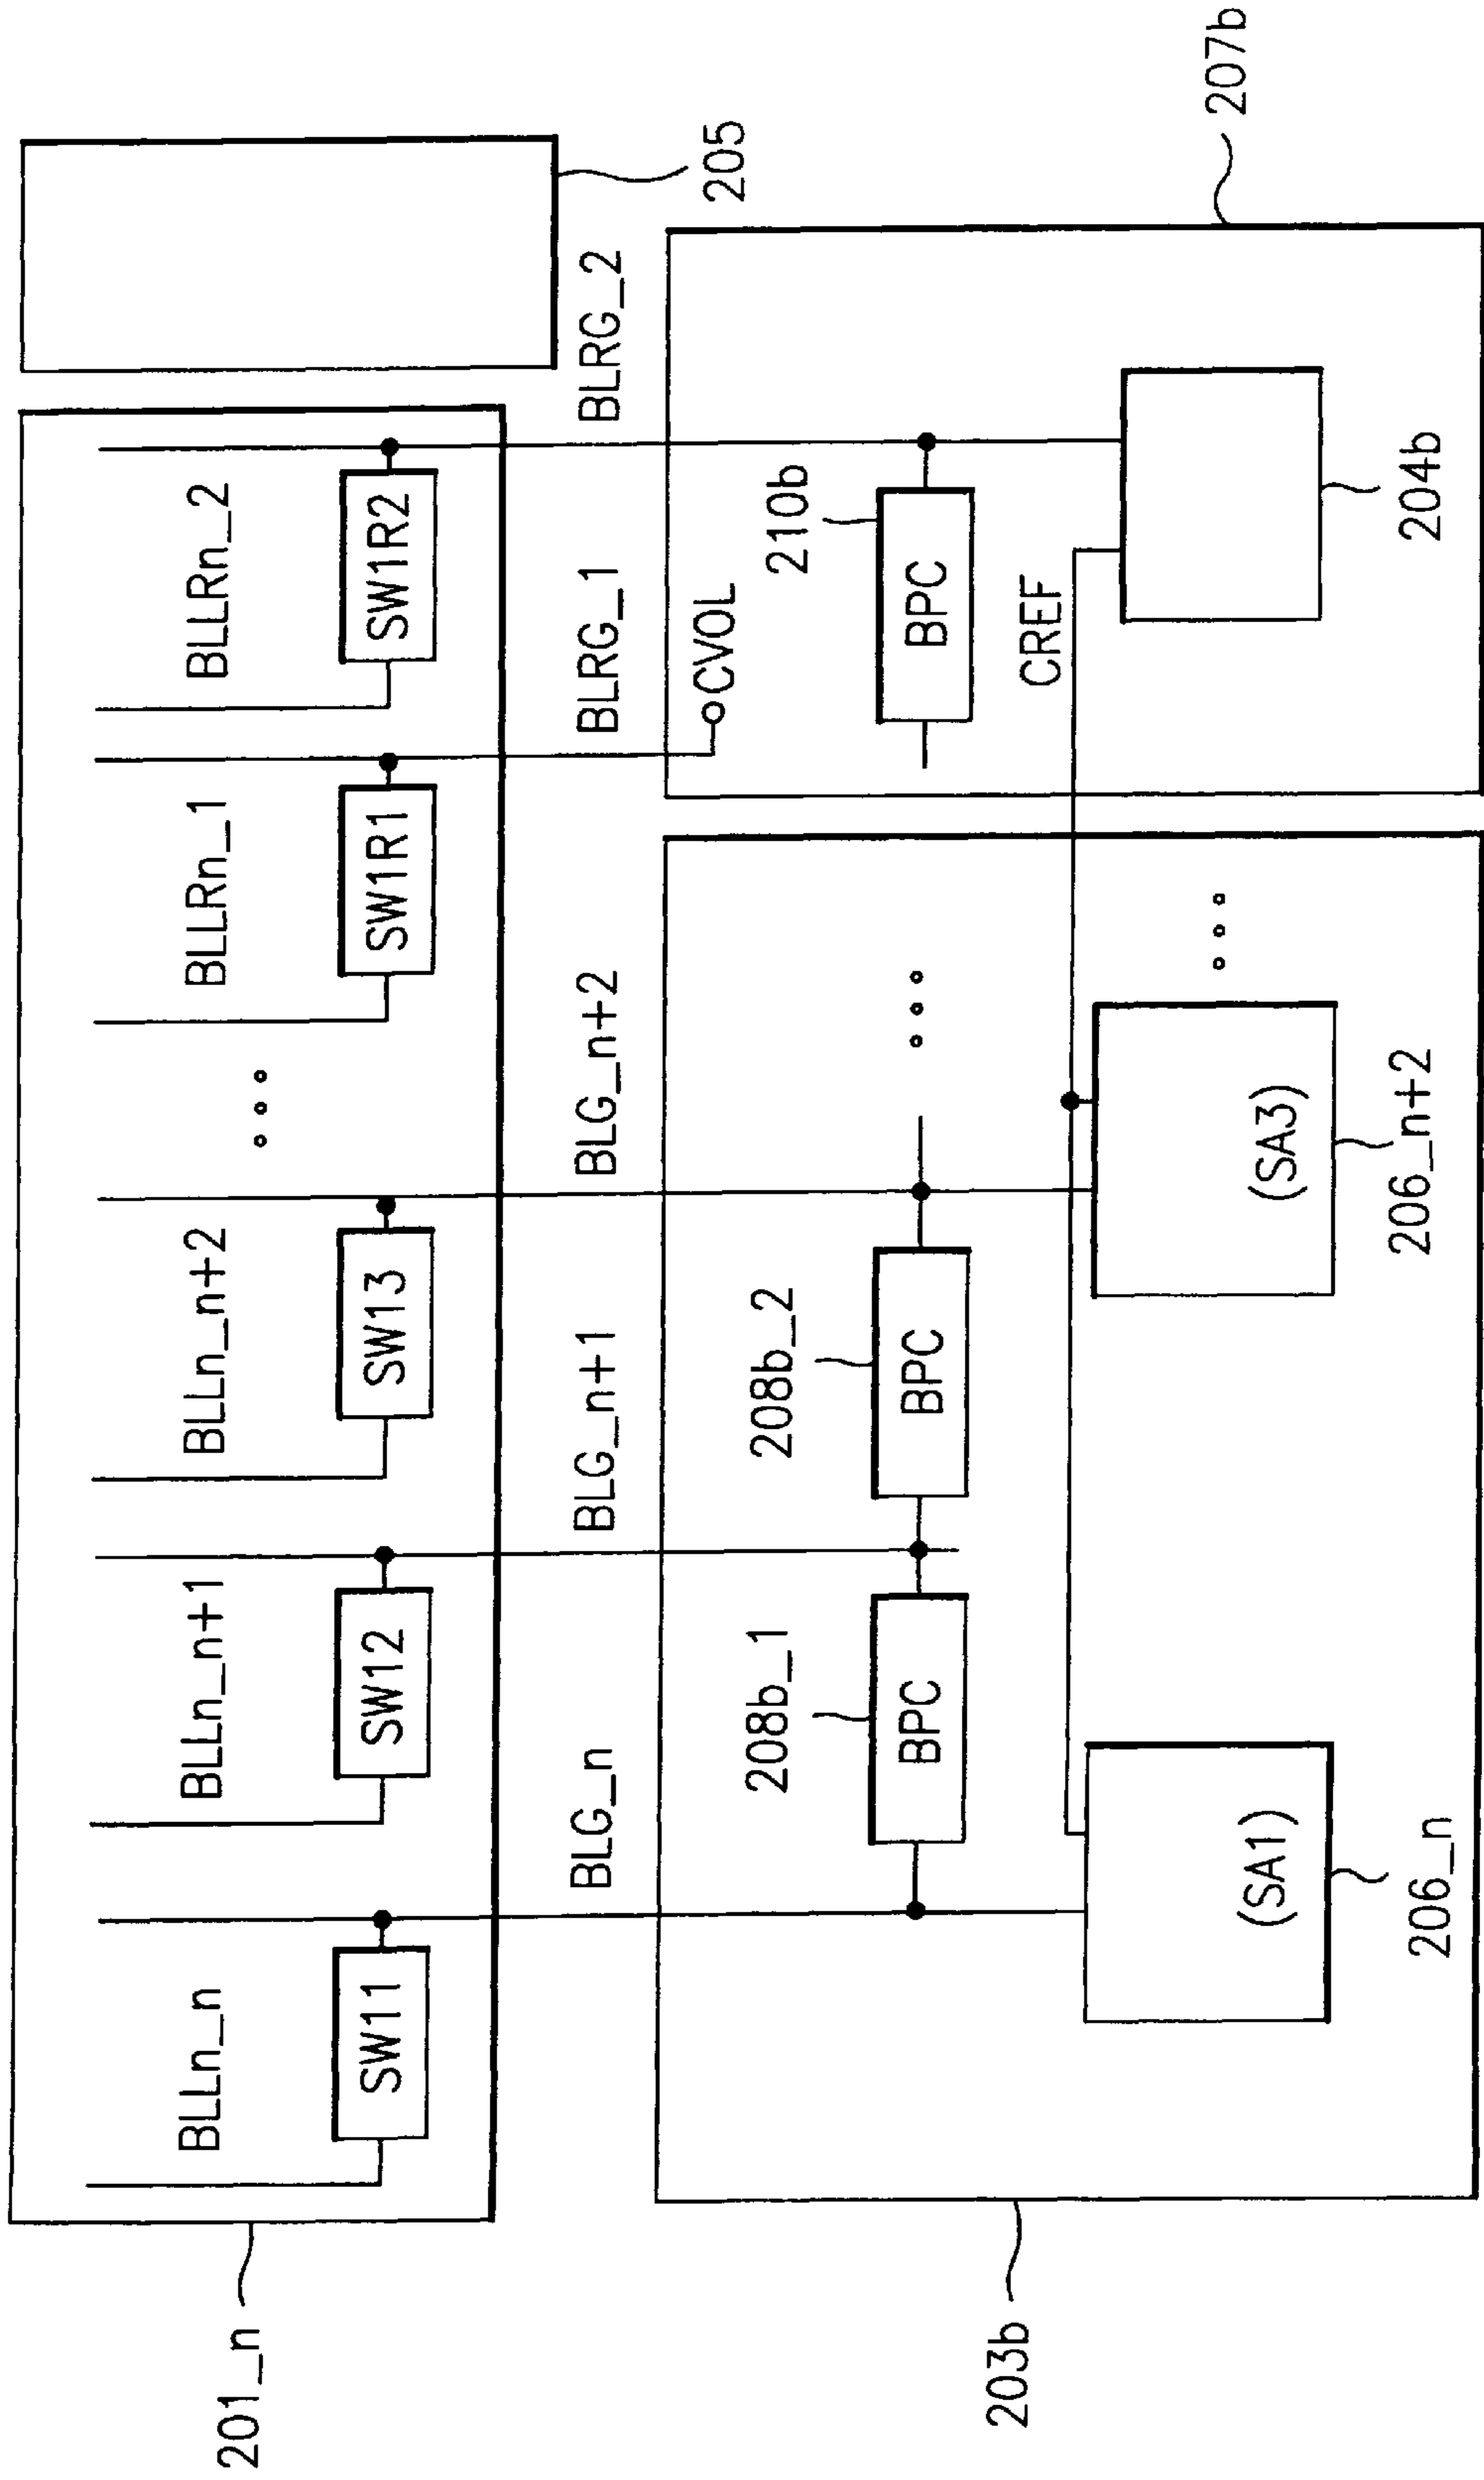 201_n
BLLn_n
BLLn_n+1
BLLn_n+2
BLLRn_1
BLLRn_2
SW11
SW12
SW13
SW1R1
SW1R2
205
BLG_n
BLG_n+1
BLG_n+2
BLRG_1
BLRG_2
CVOL
208b_1
208b_2
210b
BPC
BPC
BPC
203b
CREF
207b
(SA1)
(SA3)
206_n
206_n+2
204b